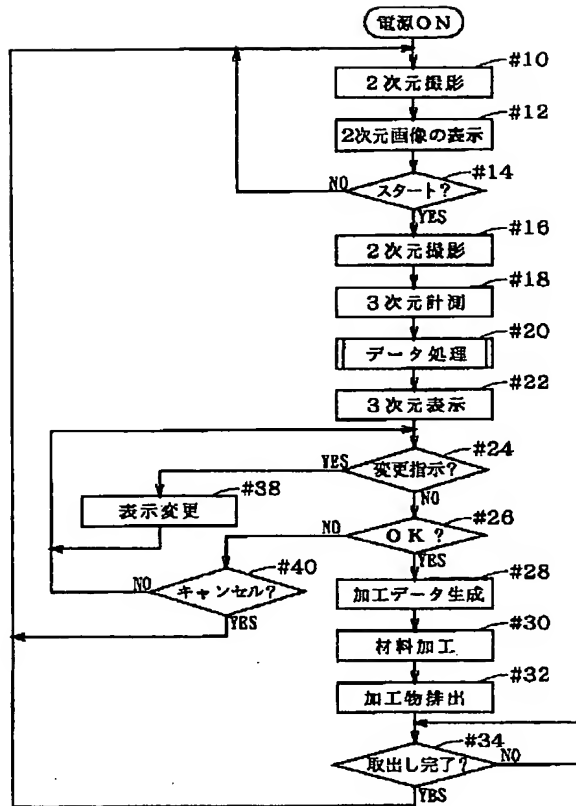 電源ON
#10
2次元撮影
#12
2次元画像の表示
#14
スタート?
NO
YES
#16
2次元撮影
#18
3次元計測
#20
データ処理
#22
3次元表示
#24
変更指示?
YES
NO
#38
表示変更
#26
OK?
NO
YES
#40
キャンセル?
NO
YES
#28
加工データ生成
#30
材料加工
#32
加工物排出
#34
取出し完了?
NO
YES